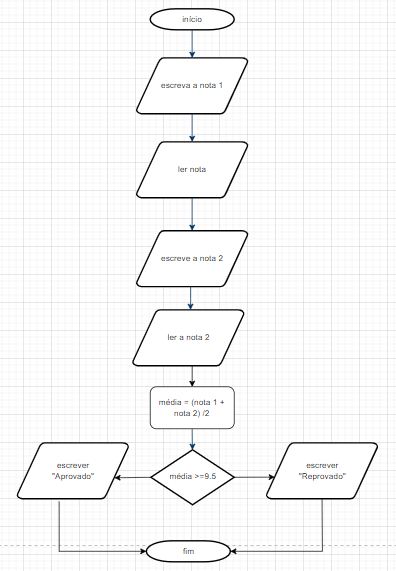 início
escreva a nota 1
ler nota
escreve a nota 2
ler a nota 2
média = (nota 1 +
nota 2) /2
média >=9.5
escrever
"Aprovado"
escrever
"Reprovado"
fim